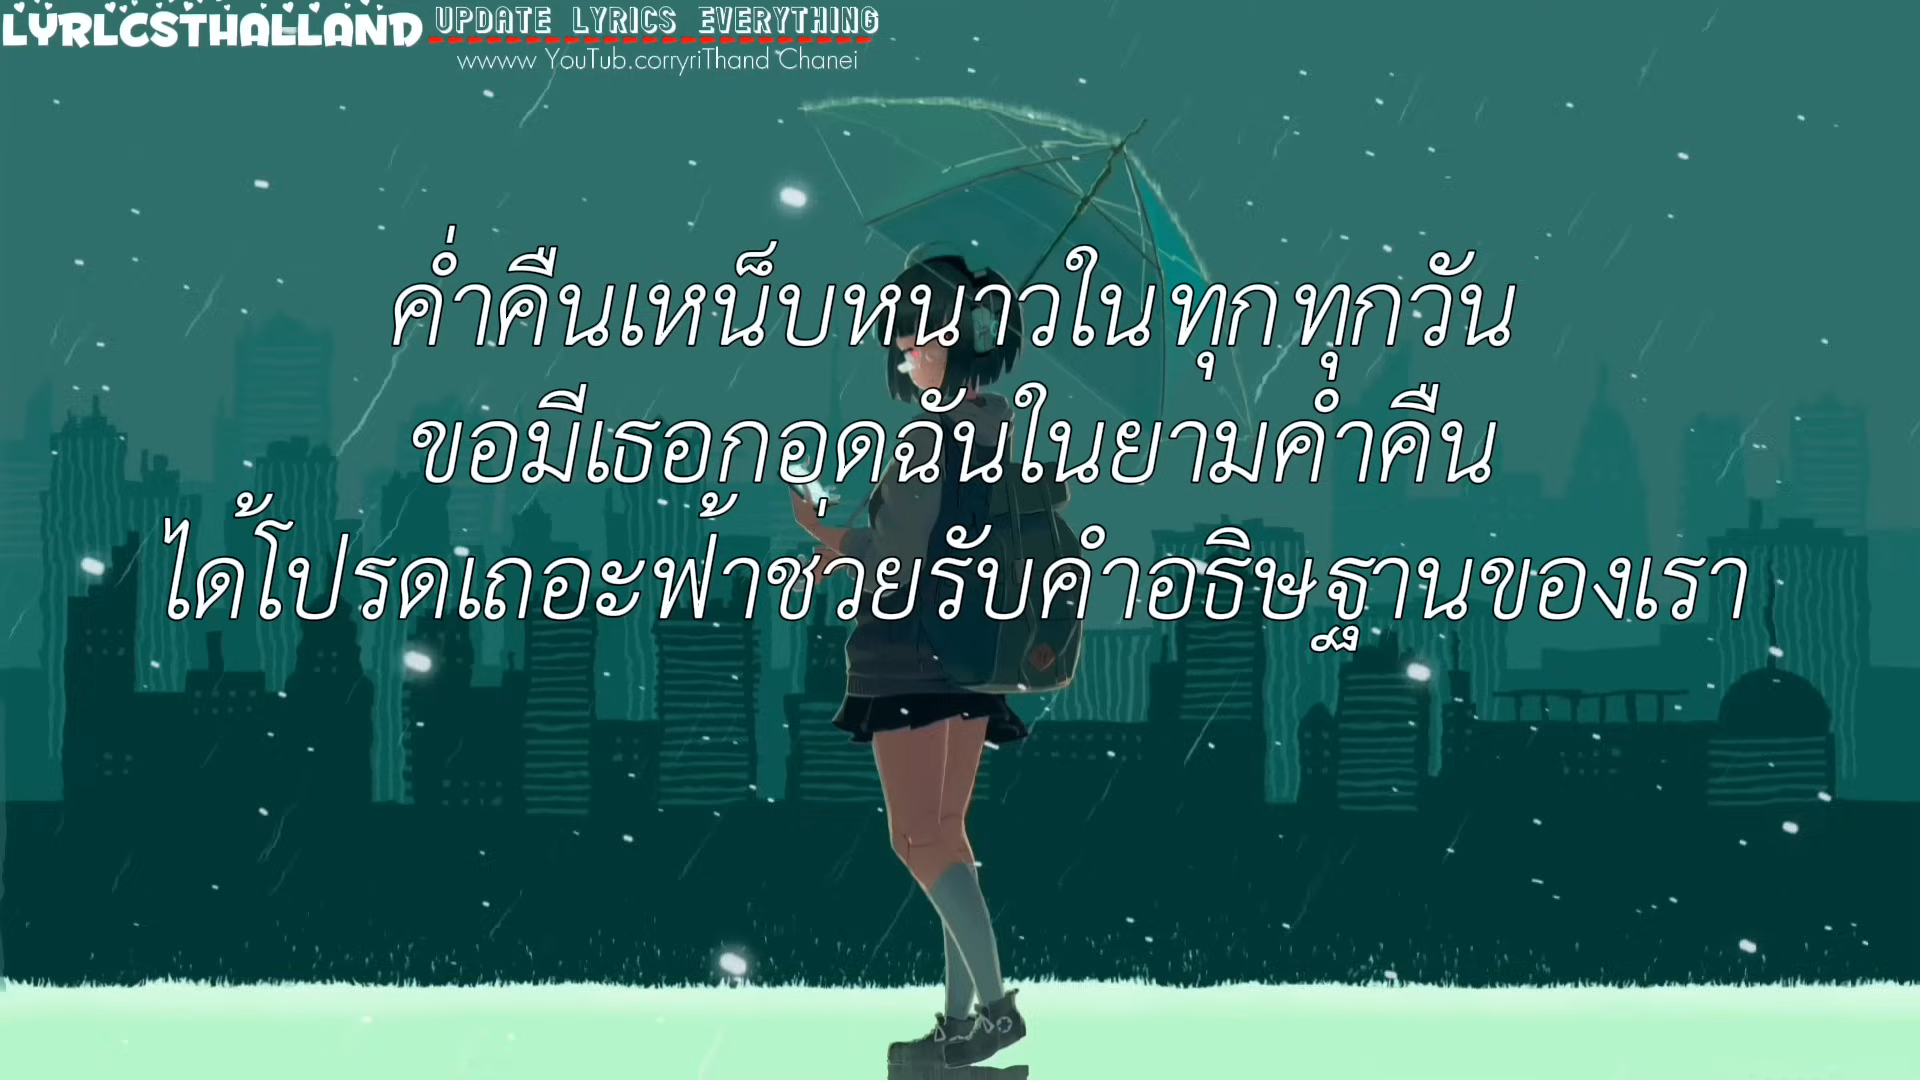 LYRLCSTHALLAND UPDATE LYRICS EVERYTHING
wwww YouTub.corryriThand Chanei
ค่ำคืนเหน็บหนาวในทุกทุกวัน
ขอมีเธอกอุดฉันในยามค่ำคืน
ได้โปรดเถอะฟ้าช่วยรับคำอธิษฐานของเรา